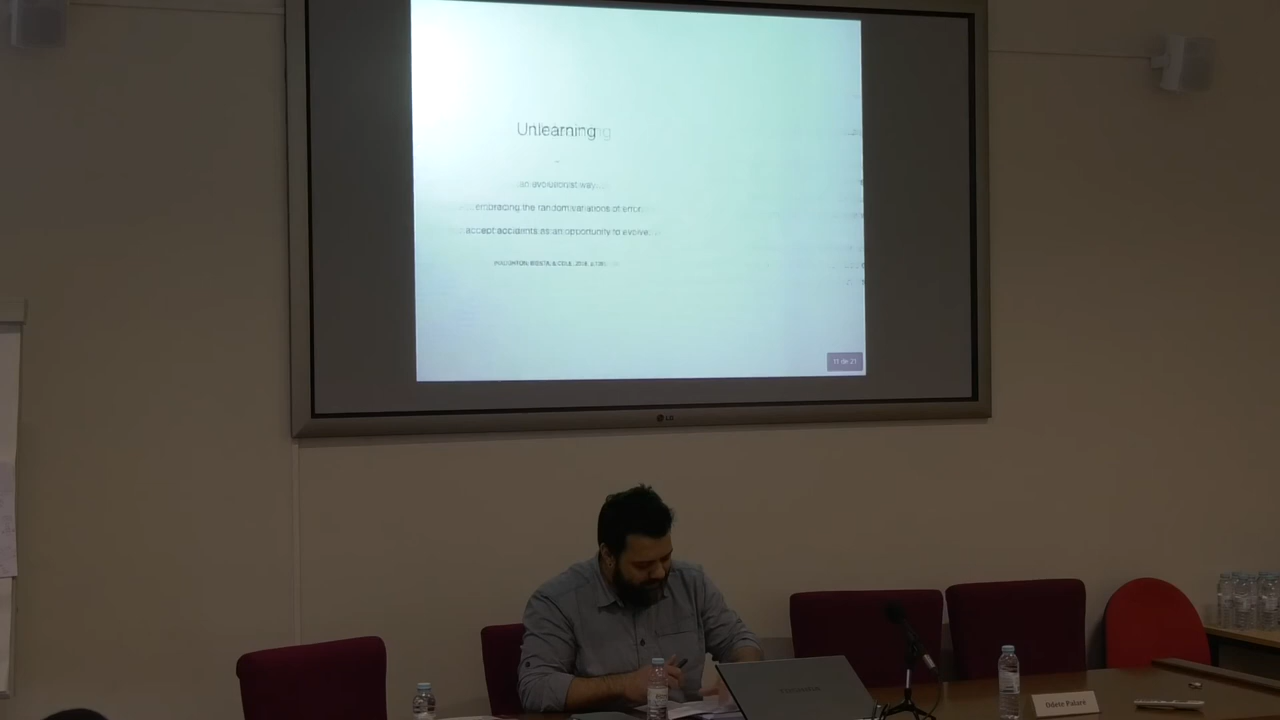 Unlearning
an evolutionist way...
embracing the random variations of error
accept accidents as an opportunity to evolve
11 de 21
LG
Odete Palaré